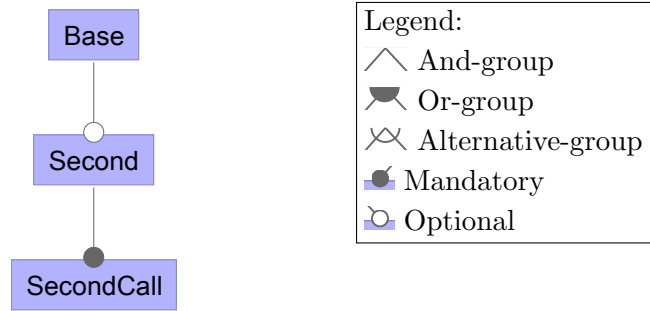 Base
Second
SecondCall
Legend:
And-group
Or-group
Alternative-group
Mandatory
Optional